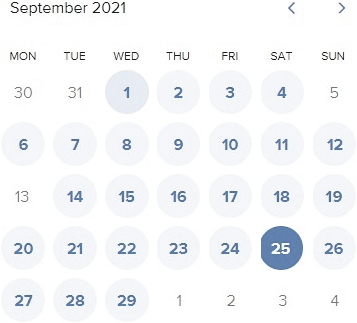 September 2021
MON TUE WED THU FRI SAT SUN
30 31 1 2 3 4 5
6 7 8 9 10 11 12
13 14 15 16 17 18 19
20 21 22 23 24 25 26
27 28 29 1 2 3 4